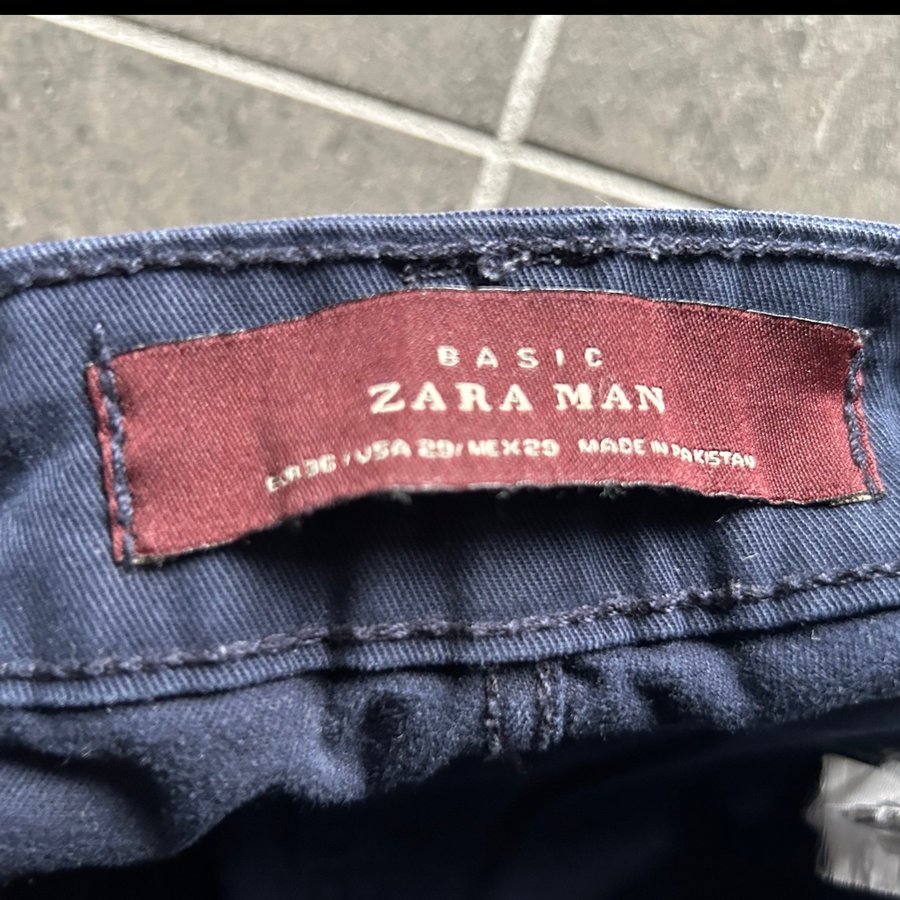 BASIC
ZARA MAN
EUR 36 / USA 29 / MEX 29 MADE IN PAKISTAN